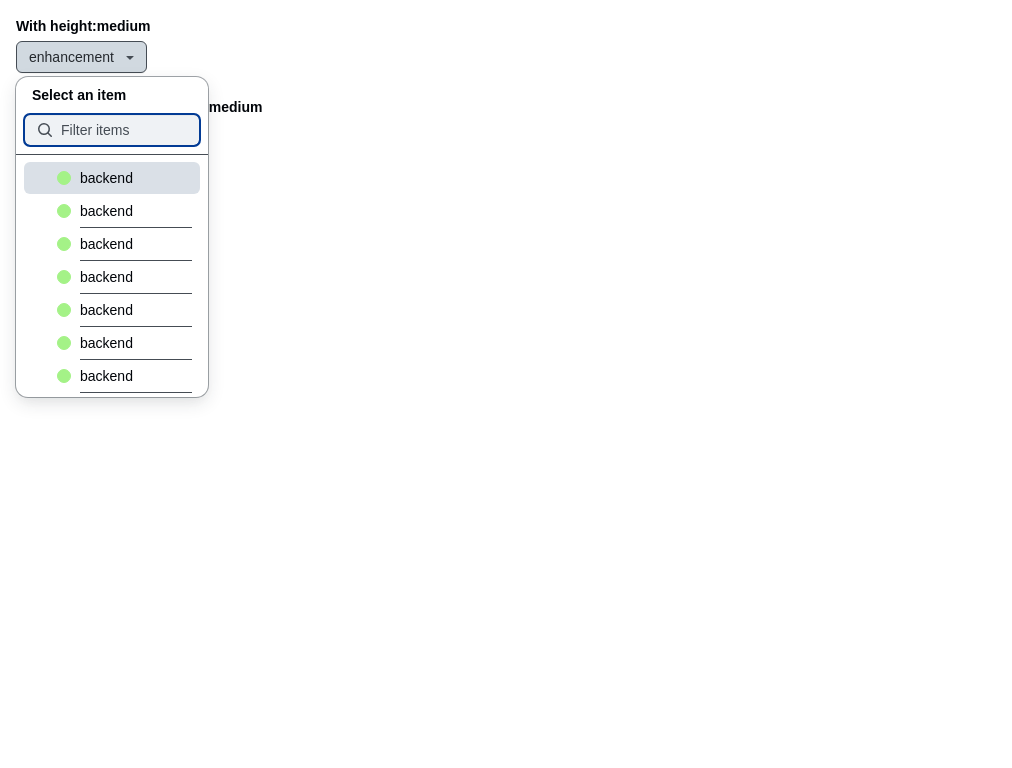 With height:medium
enhancement
Select an item
medium
Filter items
backend
backend
backend
backend
backend
backend
backend